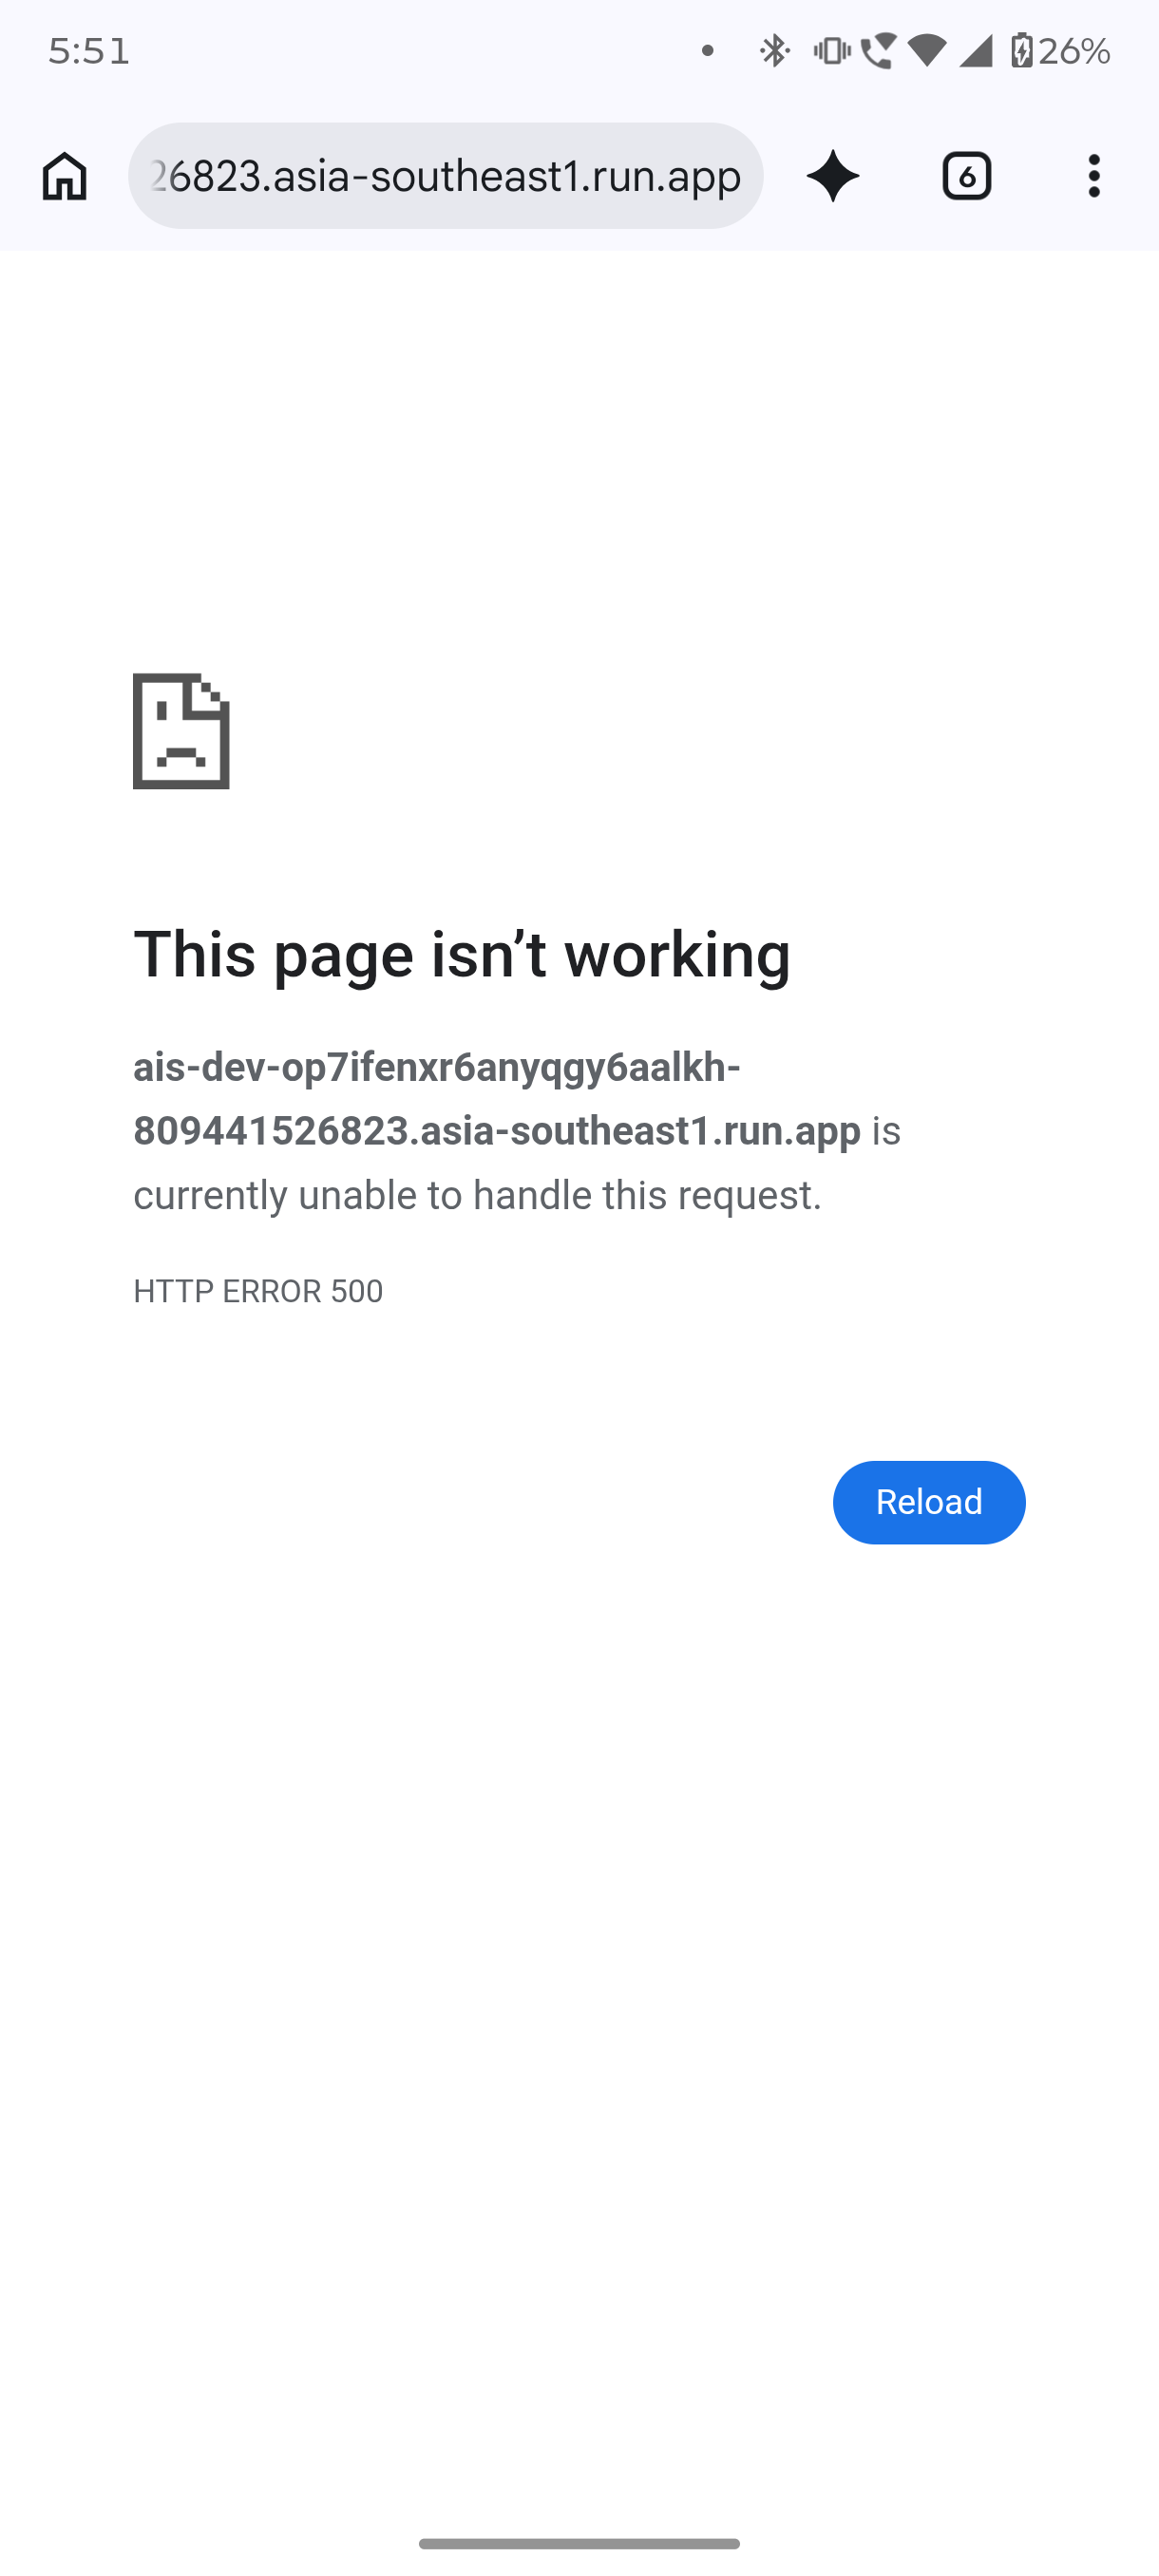 5:51
26%
26823.asia-southeast1.run.app
6
This page isn’t working
ais-dev-op7ifenxr6anyqgy6aalkh-
809441526823.asia-southeast1.run.app is
currently unable to handle this request.
HTTP ERROR 500
Reload